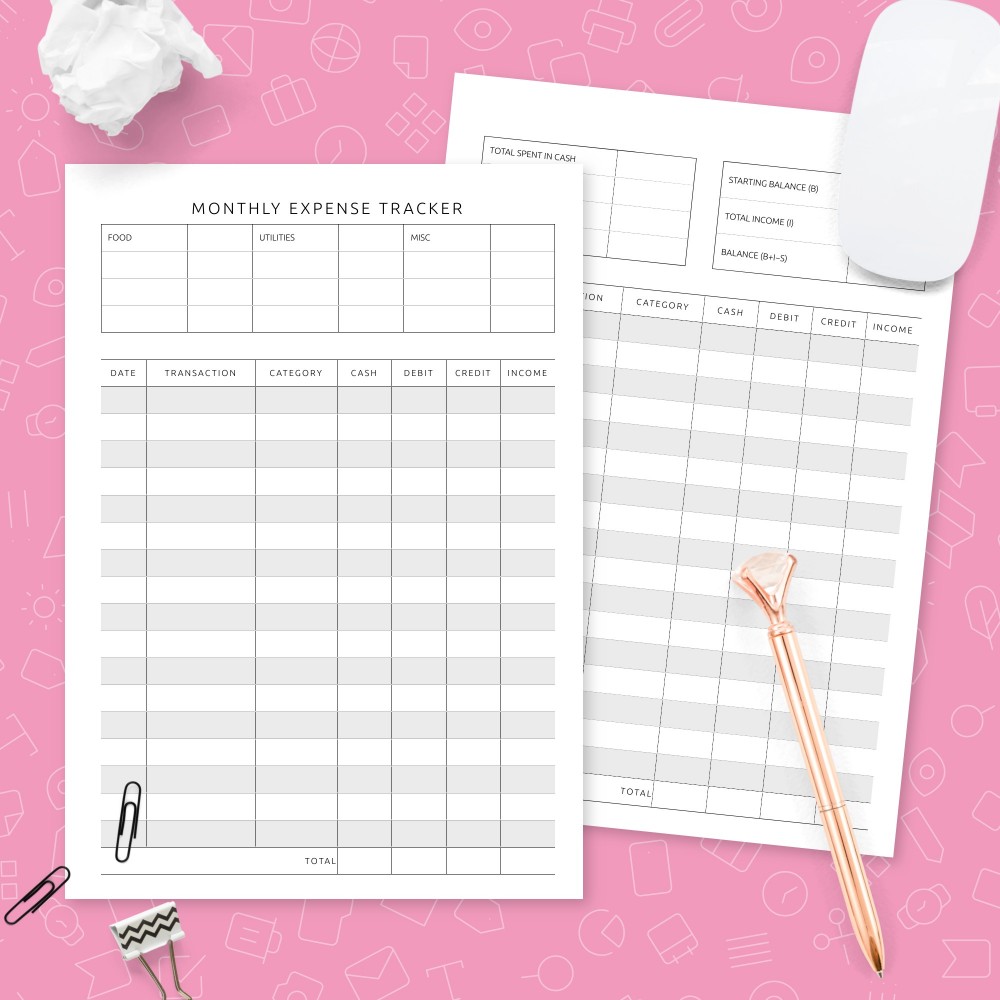 MONTHLY EXPENSE TRACKER
FOOD UTILITIES MISC
DATE TRANSACTION CATEGORY CASH DEBIT CREDIT INCOME
TOTAL
TOTAL SPENT IN CASH
STARTING BALANCE (B)
TOTAL INCOME (I)
BALANCE (B+I–S)
CATEGORY CASH DEBIT CREDIT INCOME
TOTAL